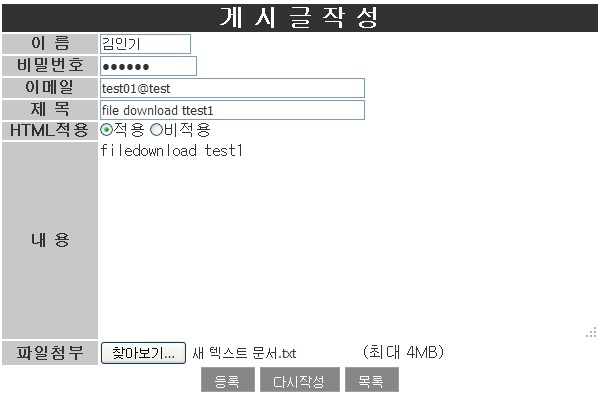 게 시 글 작 성
이 름 김인기
비밀번호 ●●●●●●
이메일 test01@test
제 목 file download ttest1
HTML적용 적용 비적용
내 용 filedownload test1
파일첨부 찾아보기... 새 텍스트 문서.txt (최대 4MB)
등록 다시작성 목록